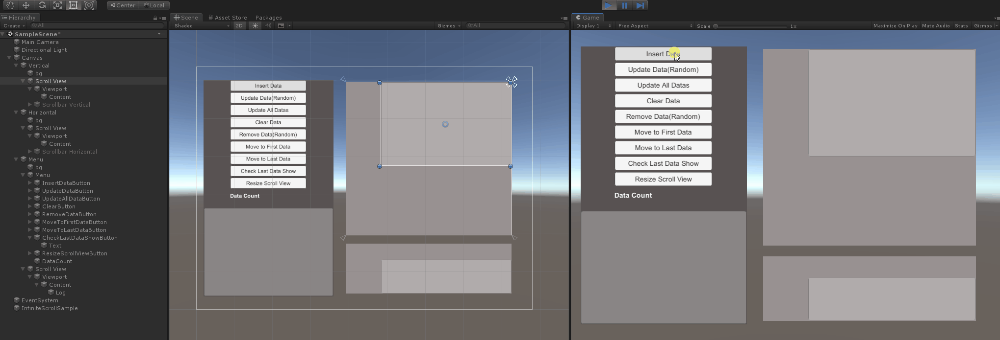 Center Local
Hierarchy
Create All
SampleScene*
Main Camera
Directional Light
Canvas
Vertical
bg
Scroll View
Viewport
Content
Scrollbar Vertical
Horizontal
bg
Scroll View
Viewport
Content
Scrollbar Horizontal
Menu
bg
Menu
InsertDataButton
UpdateDataButton
UpdateAllDataButton
ClearButton
RemoveDataButton
MoveToFirstDataButton
MoveToLastDataButton
CheckLastDataShowButton
Text
ResizeScrollViewButton
DataCount
Scroll View
Viewport
Content
Log
EventSystem
InfiniteScrollSample
Scene Asset Store Packages
Shaded 2D Gizmos All
Insert Data
Update Data(Random)
Update All Datas
Clear Data
Remove Data(Random)
Move to First Data
Move to Last Data
Check Last Data Show
Resize Scroll View
Data Count
Game
Display 1 Free Aspect Scale 1x Maximize On Play Mute Audio Stats Gizmos
Insert Data
Update Data(Random)
Update All Datas
Clear Data
Remove Data(Random)
Move to First Data
Move to Last Data
Check Last Data Show
Resize Scroll View
Data Count